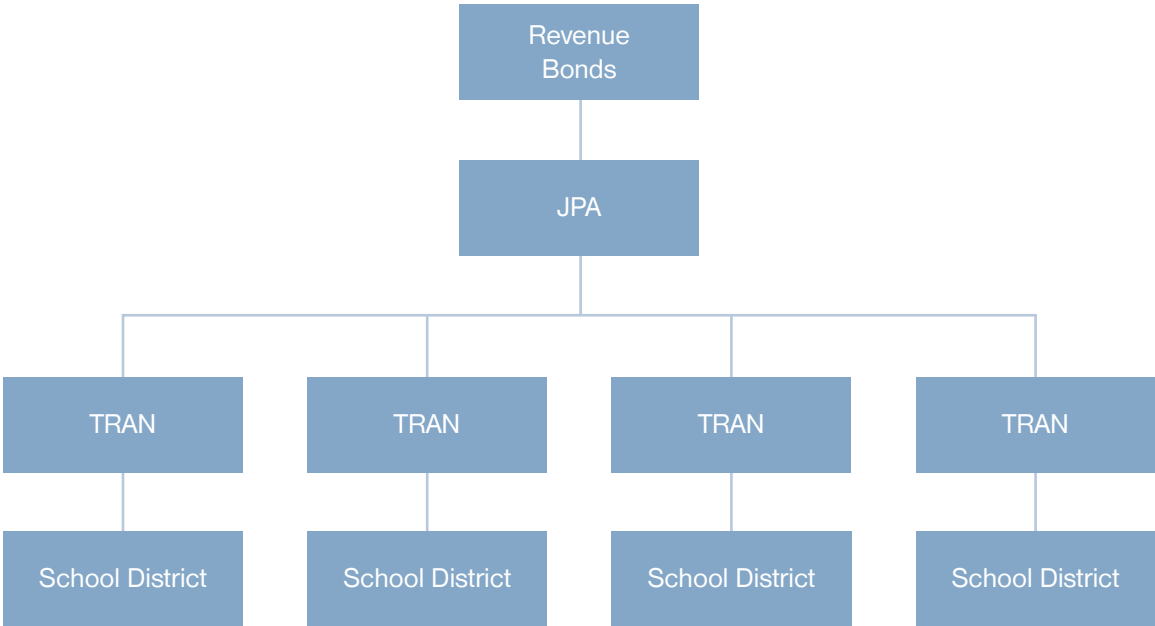 Revenue
Bonds
JPA
TRAN
TRAN
TRAN
TRAN
School District
School District
School District
School District